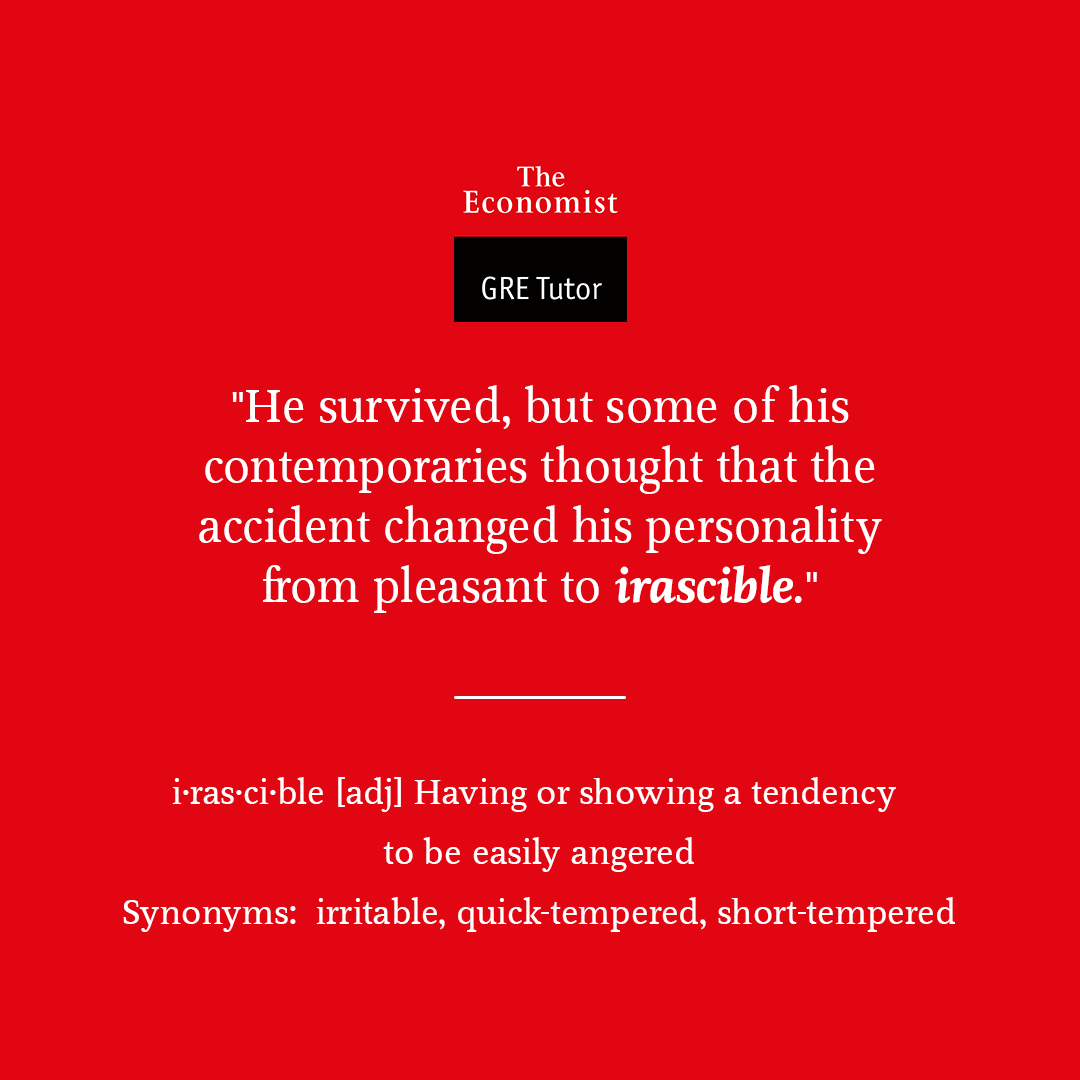 The
Economist
GRE Tutor
"He survived, but some of his
contemporaries thought that the
accident changed his personality
from pleasant to irascible."
i·ras·ci·ble [adj] Having or showing a tendency
to be easily angered
Synonyms:  irritable, quick-tempered, short-tempered